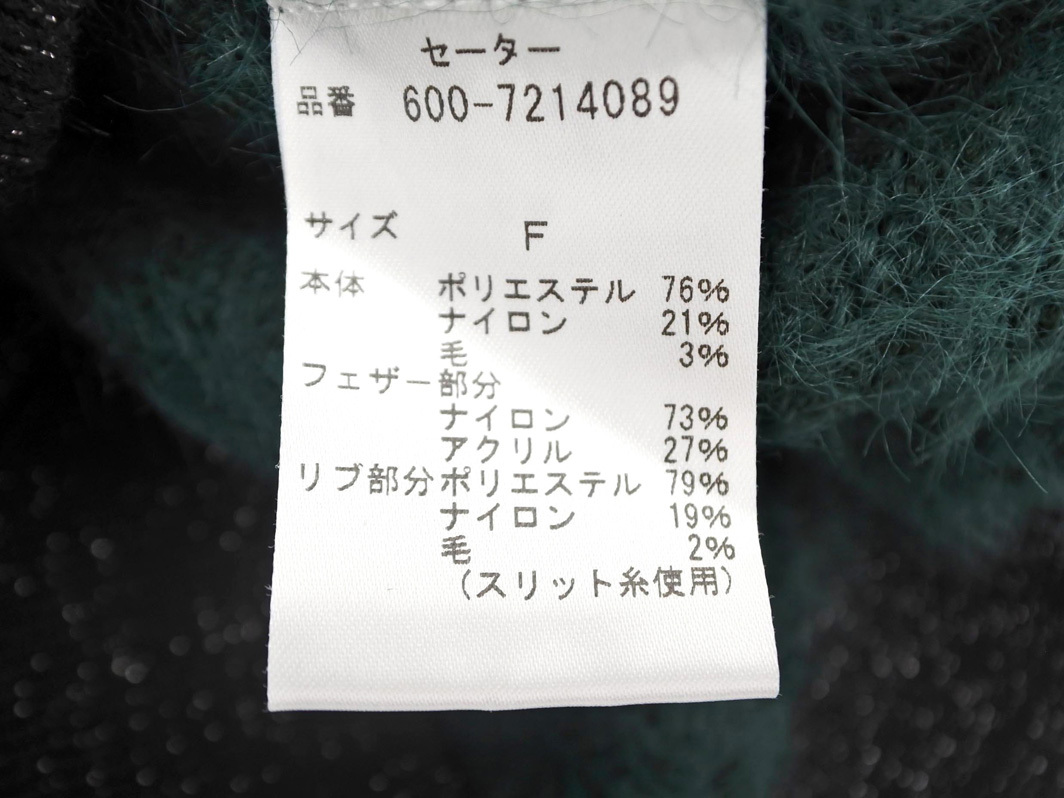 セーター
品番 600-7214089
サイズ F
本体 ポリエステル 76%
ナイロン 21%
毛 3%
フェザー部分
ナイロン 73%
アクリル 27%
リブ部分 ポリエステル 79%
ナイロン 19%
毛 2%
(スリット糸使用)